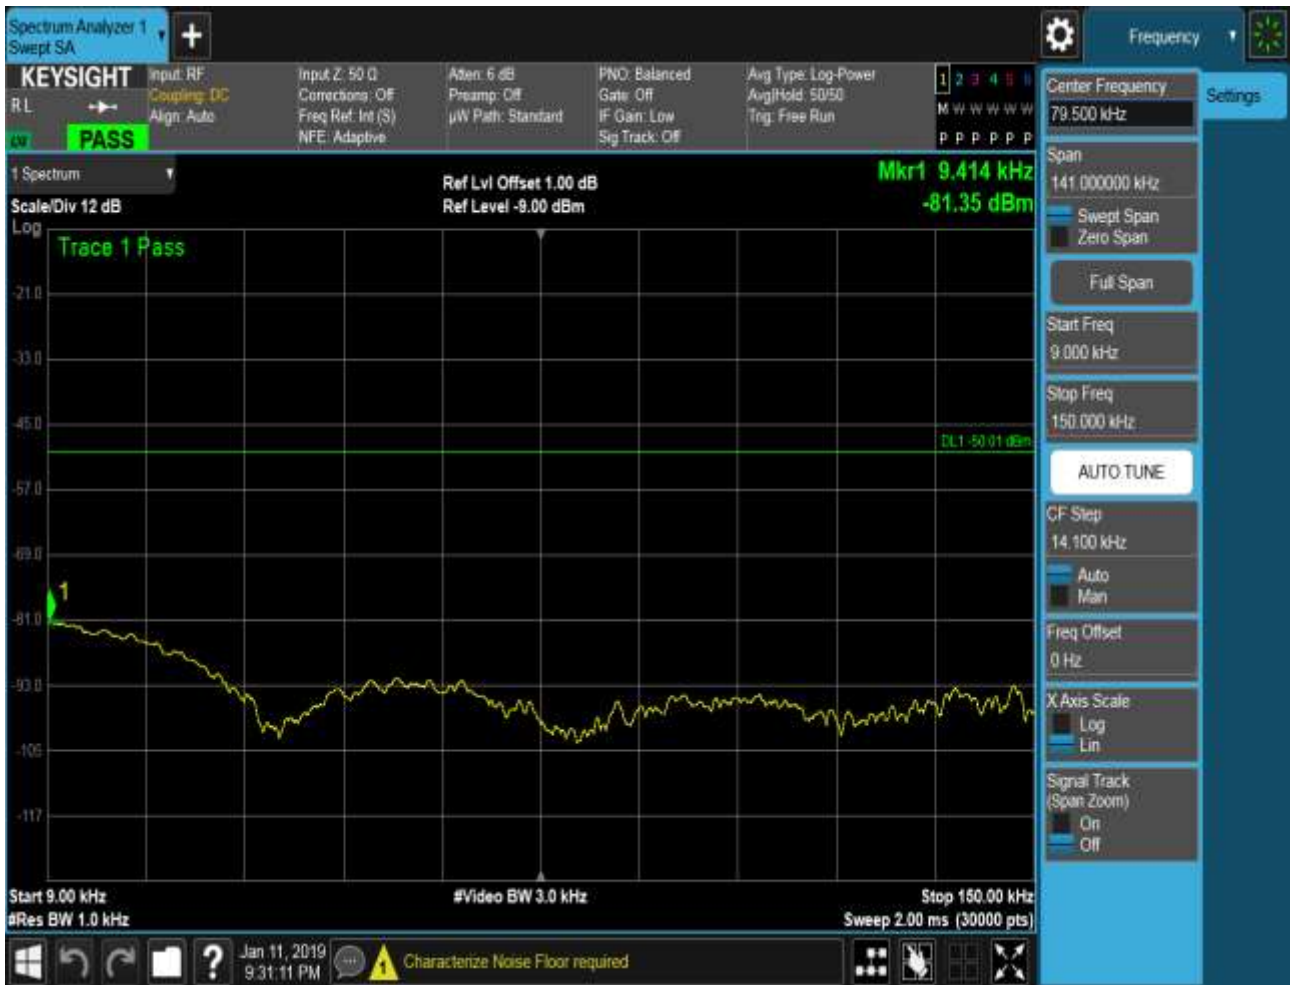 Spectrum Analyzer 1
Swept SA
+
Frequency
KEYSIGHT
R L
PASS
Input: RF
Coupling: DC
Align: Auto
Input Z: 50 Ω
Corrections: Off
Freq Ref: Int (S)
NFE: Adaptive
Atten: 6 dB
Preamp: Off
µW Path: Standard
PNO: Balanced
Gate: Off
IF Gain: Low
Sig Track: Off
Avg Type: Log-Power
Avg|Hold: 50/50
Trig: Free Run
1 2 3 4 5 6
M W W W W W
P P P P P P
1 Spectrum
Scale/Div 12 dB
Log
Ref Lvl Offset 1.00 dB
Ref Level -9.00 dBm
Mkr1 9.414 kHz
-81.35 dBm
Trace 1 Pass
-21.0
-33.0
-45.0
DL1 -50.01 dBm
-57.0
-69.0
1
-81.0
-93.0
-105
-117
Start 9.00 kHz
#Res BW 1.0 kHz
#Video BW 3.0 kHz
Stop 150.00 kHz
Sweep 2.00 ms (30000 pts)
Center Frequency
79.500 kHz
Settings
Span
141.000000 kHz
Swept Span
Zero Span
Full Span
Start Freq
9.000 kHz
Stop Freq
150.000 kHz
AUTO TUNE
CF Step
14.100 kHz
Auto
Man
Freq Offset
0 Hz
X Axis Scale
Log
Lin
Signal Track
(Span Zoom)
On
Off
?
Jan 11, 2019
9:31:11 PM
1
Characterize Noise Floor required